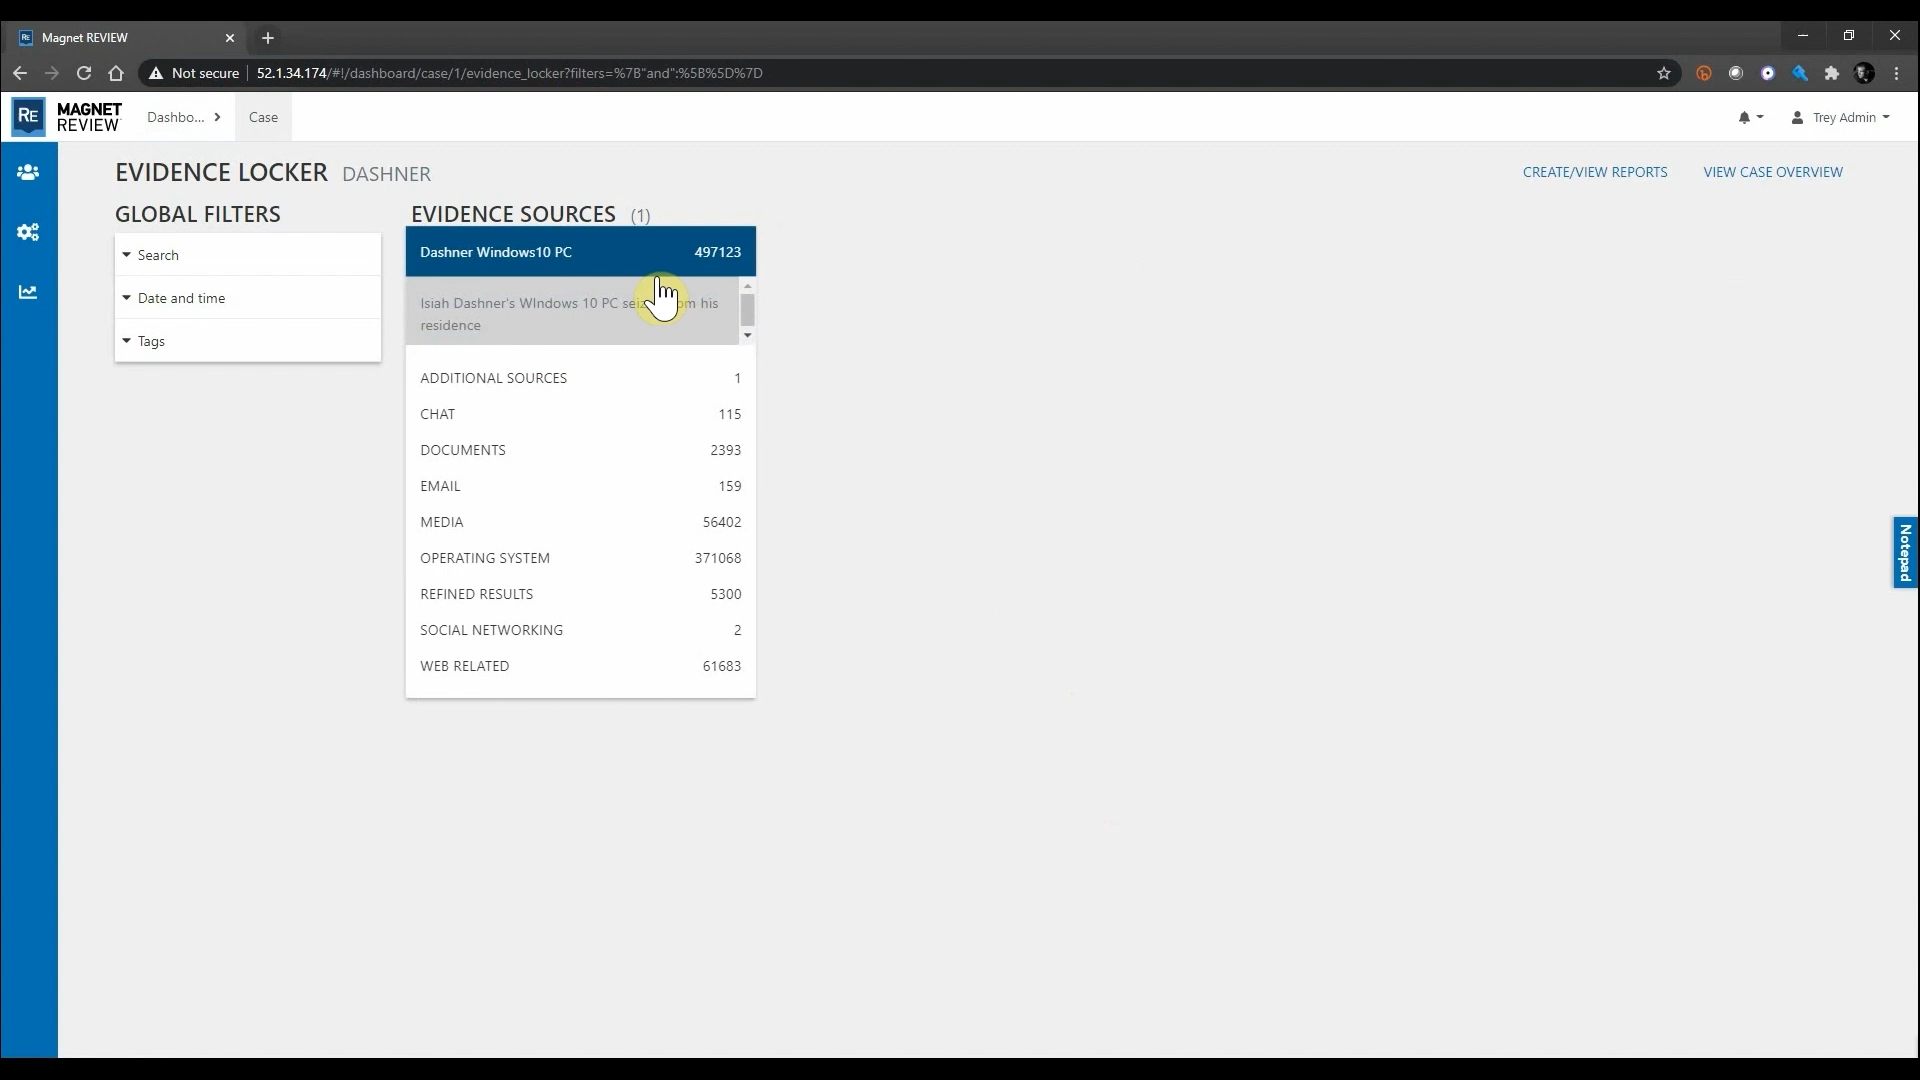 Magnet REVIEW
Not secure
52.1.34.174/#!/dashboard/case/1/evidence_locker?filters=%7B"and":%5B%5D%7D
RE
MAGNET
REVIEW
Dashbo...
Case
Trey Admin
EVIDENCE LOCKER DASHNER
CREATE/VIEW REPORTS
VIEW CASE OVERVIEW
GLOBAL FILTERS
Search
Date and time
Tags
EVIDENCE SOURCES (1)
Dashner Windows10 PC 497123
Isiah Dashner's WIndows 10 PC his
residence
ADDITIONAL SOURCES 1
CHAT 115
DOCUMENTS 2393
EMAIL 159
MEDIA 56402
OPERATING SYSTEM 371068
REFINED RESULTS 5300
SOCIAL NETWORKING 2
WEB RELATED 61683
Notepad